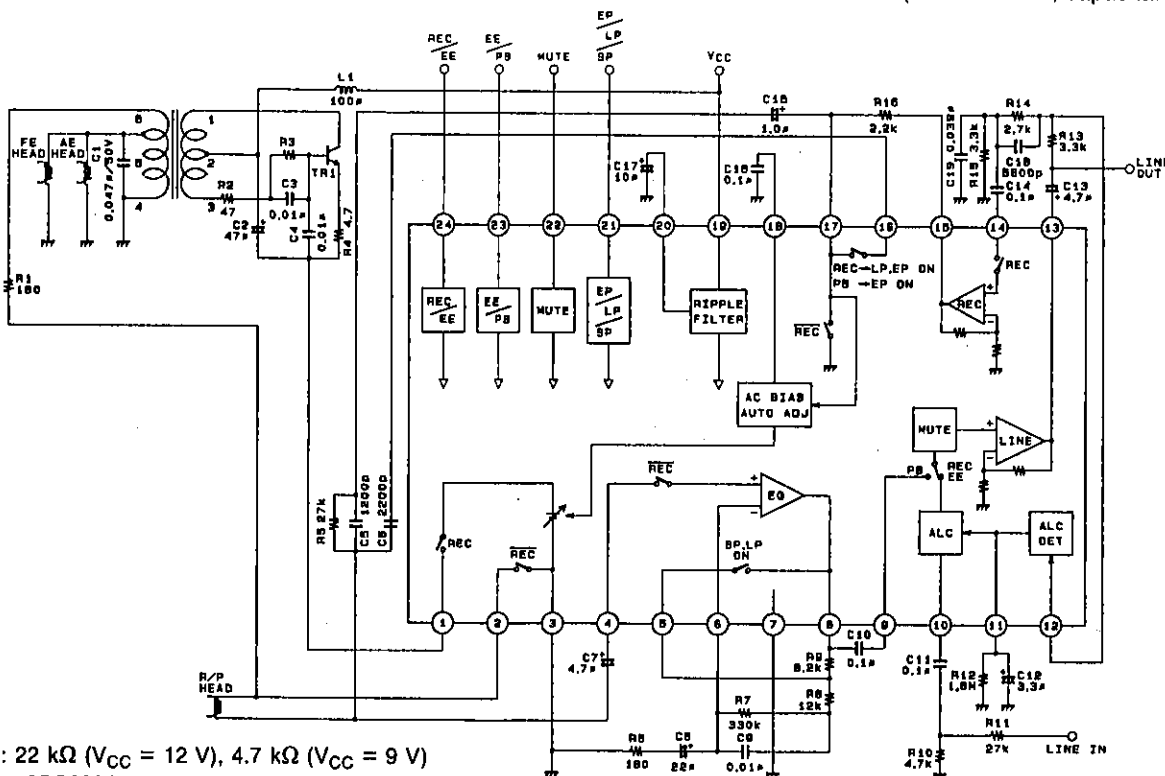 REC/EE
EE/PB
MUTE
EP/LP/SP
VCC
L1
100µ
C15
1.0µ
R16
2.2k
C19 0.039µ
R15 3.3k
R14
2.7k
C18
R13
3.3k
LINE OUT
FE HEAD
AE HEAD
C1
0.047µ/50V
6
5
4
1
2
3
R3
TR1
R2
47
C3
0.01µ
C4
0.01µ
R4 4.7
C2
47µ
C17
10µ
C16
0.1µ
C14
0.1µ
C13
4.7µ
R1
180
24
23
22
21
20
19
18
17
16
15
14
13
REC→LP,EP ON
PB →EP ON
REC
REC
REC/EE
EE/PB
MUTE
EP/LP/SP
RIPPLE FILTER
REC
AC BIAS AUTO ADJ
MUTE
LINE
PB
REC
EE
R5 27k
C5 1200p
2200p
REC
REC
REC
EQ
SP,LP ON
ALC
ALC DET
1
2
3
4
5
6
7
8
9
10
11
12
R/P HEAD
C7
4.7µ
C10
0.1µ
R9
8.2k
R8
12k
R7
330k
R6
180
22µ
C9
0.01µ
C11
0.1µ
R12
C12
3.3µ
R11
27k
R10
4.7k
LINE IN
: 22 kΩ (VCC = 12 V), 4.7 kΩ (VCC = 9 V)